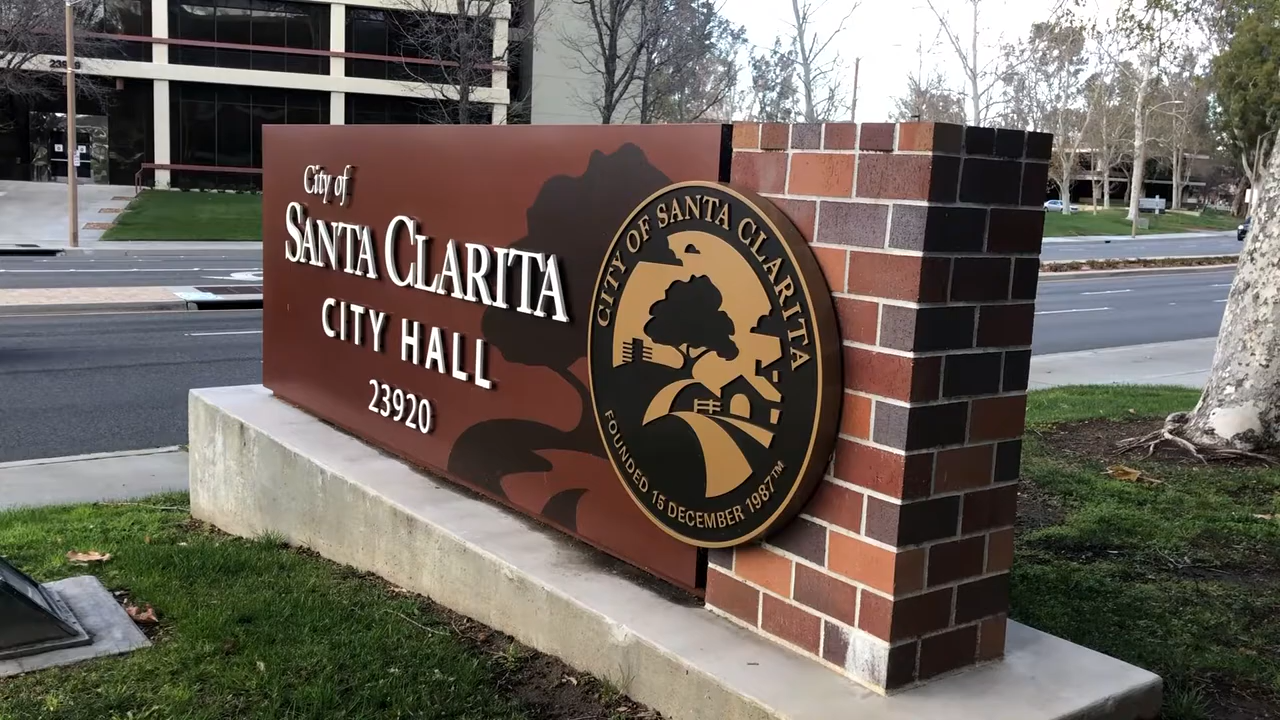 City of
SANTA CLARITA
CITY HALL
23920
CITY OF SANTA CLARITA
FOUNDED 15 DECEMBER 1987™